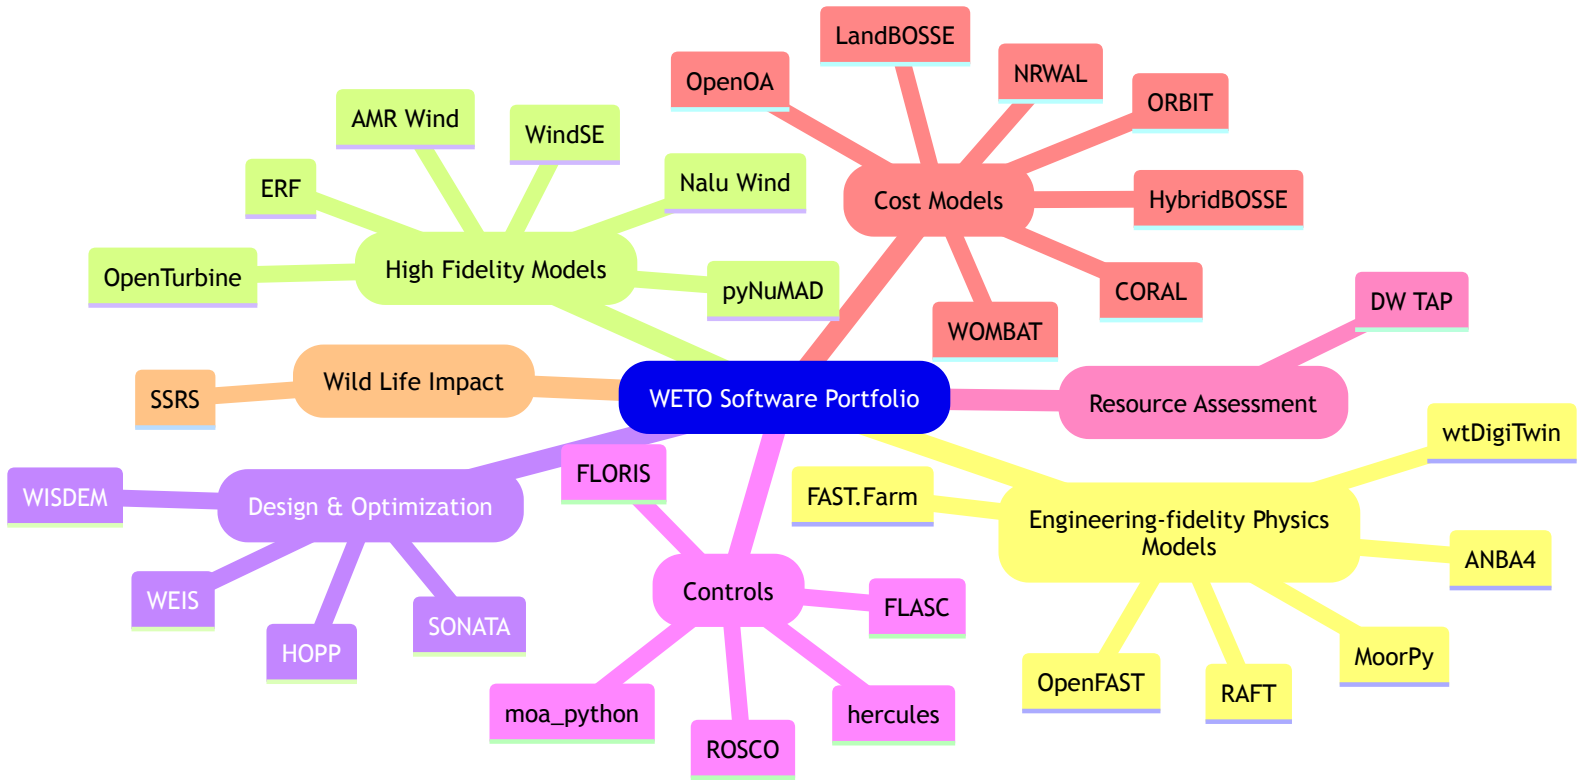 LandBOSSE
OpenOA
NRWAL
ORBIT
AMR Wind
WindSE
Nalu Wind
ERF
Cost Models
HybridBOSSE
OpenTurbine
High Fidelity Models
pyNuMAD
CORAL
WOMBAT
DW TAP
SSRS
Wild Life Impact
WETO Software Portfolio
Resource Assessment
wtDigiTwin
FLORIS
WISDEM
Design & Optimization
FAST.Farm
Engineering-fidelity Physics
Models
ANBA4
WEIS
HOPP
SONATA
Controls
FLASC
MoorPy
OpenFAST
RAFT
moa_python
hercules
ROSCO